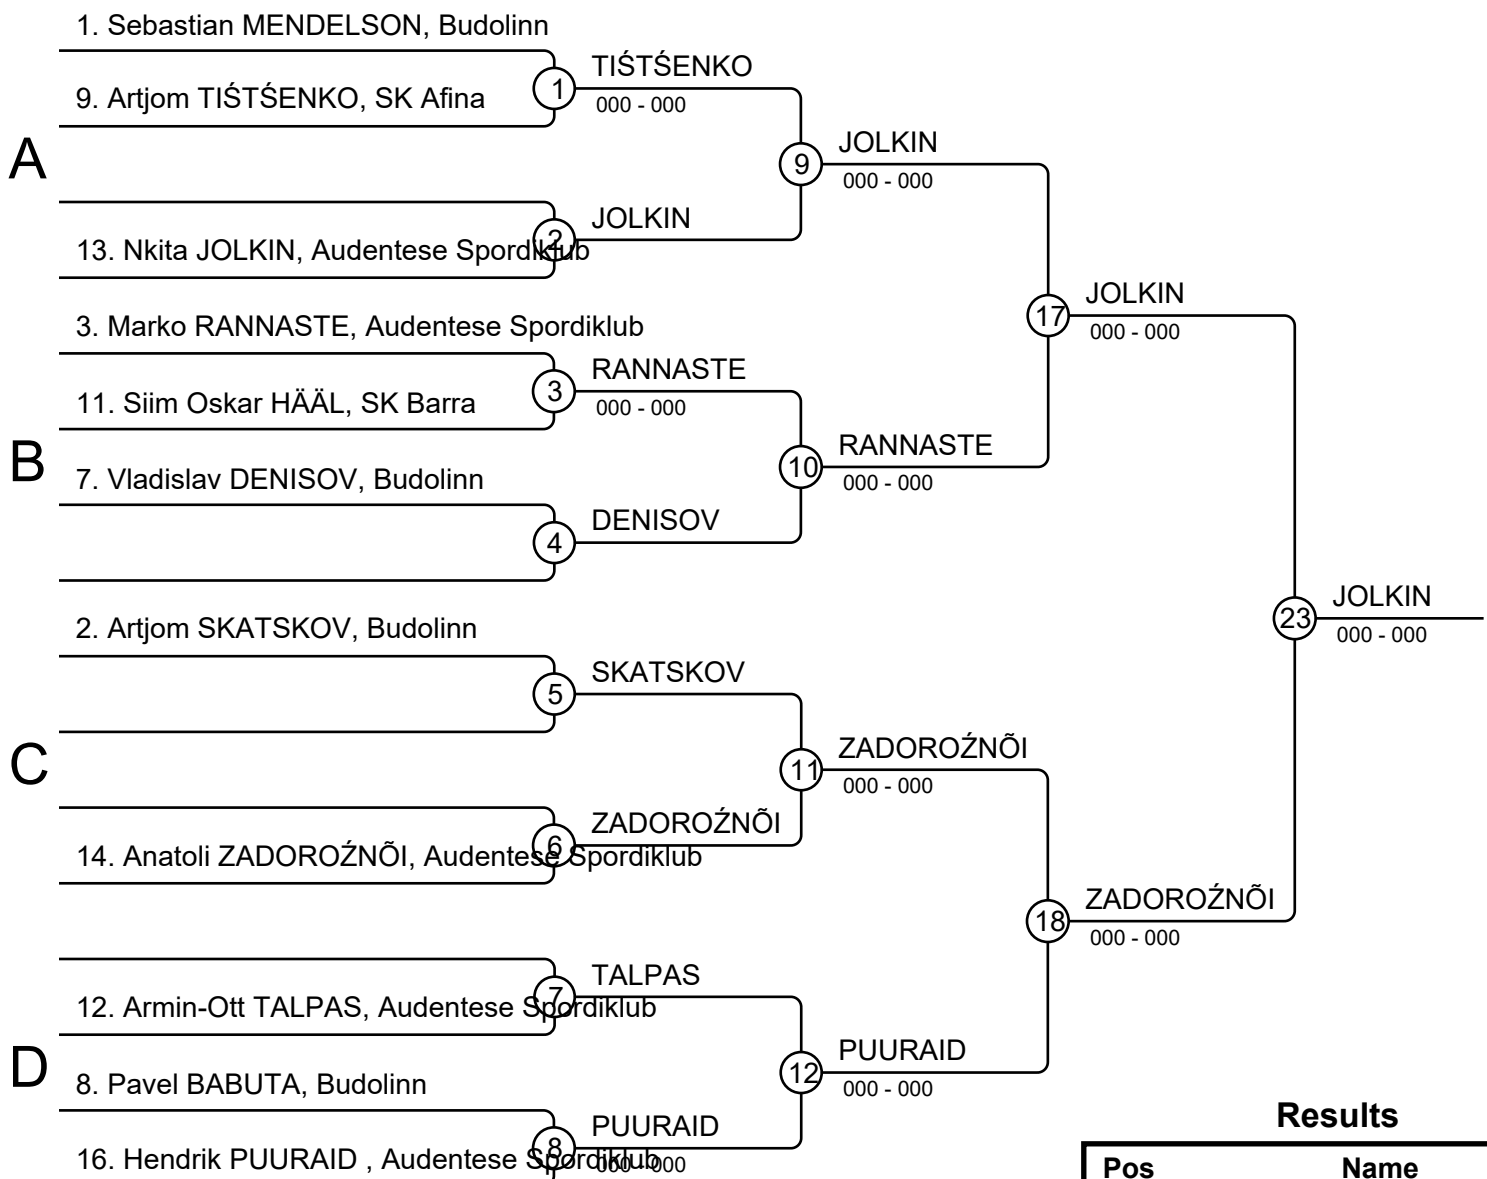 1. Sebastian MENDELSON, Budolinn
TIŚTŚENKO
1
9. Artjom TIŚTŚENKO, SK Afina
000 - 000
A
JOLKIN
9
000 - 000
JOLKIN
2
13. Nkita JOLKIN, Audentese Spordiklub
JOLKIN
17
000 - 000
3. Marko RANNASTE, Audentese Spordiklub
RANNASTE
3
000 - 000
11. Siim Oskar HÄÄL, SK Barra
B
RANNASTE
10
000 - 000
7. Vladislav DENISOV, Budolinn
DENISOV
4
JOLKIN
23
000 - 000
2. Artjom SKATSKOV, Budolinn
SKATSKOV
5
C
ZADOROŹNÕI
11
000 - 000
ZADOROŹNÕI
6
14. Anatoli ZADOROŹNÕI, Audentese Spordiklub
ZADOROŹNÕI
18
000 - 000
TALPAS
7
12. Armin-Ott TALPAS, Audentese Spordiklub
D
PUURAID
12
000 - 000
8. Pavel BABUTA, Budolinn
PUURAID
8
16. Hendrik PUURAID , Audentese Spordiklub
000 - 000
Results
Pos Name